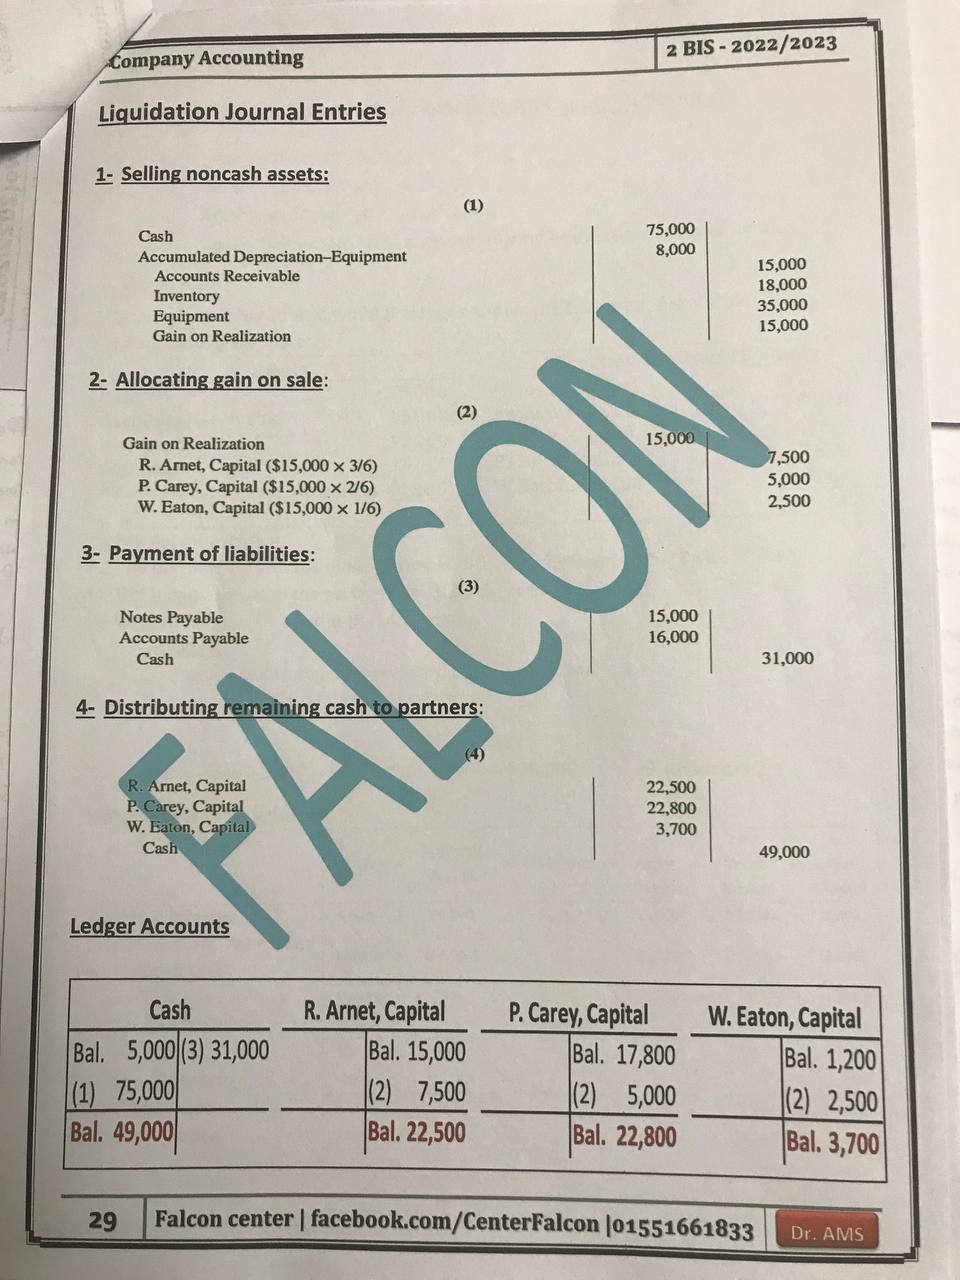 Company Accounting
2 BIS - 2022/2023
Liquidation Journal Entries
1- Selling noncash assets:
(1)
Cash 75,000
Accumulated Depreciation–Equipment 8,000
Accounts Receivable 15,000
Inventory 18,000
Equipment 35,000
Gain on Realization 15,000
2- Allocating gain on sale:
(2)
Gain on Realization 15,000
R. Arnet, Capital ($15,000 × 3/6) 7,500
P. Carey, Capital ($15,000 × 2/6) 5,000
W. Eaton, Capital ($15,000 × 1/6) 2,500
3- Payment of liabilities:
(3)
Notes Payable 15,000
Accounts Payable 16,000
Cash 31,000
4- Distributing remaining cash to partners:
(4)
R. Arnet, Capital 22,500
P. Carey, Capital 22,800
W. Eaton, Capital 3,700
Cash 49,000
FALCON
Ledger Accounts
Cash R. Arnet, Capital P. Carey, Capital W. Eaton, Capital
Bal. 5,000 (3) 31,000 Bal. 15,000 Bal. 17,800 Bal. 1,200
(1) 75,000 (2) 7,500 (2) 5,000 (2) 2,500
Bal. 49,000 Bal. 22,500 Bal. 22,800 Bal. 3,700
29 Falcon center | facebook.com/CenterFalcon |01551661833 Dr. AMS